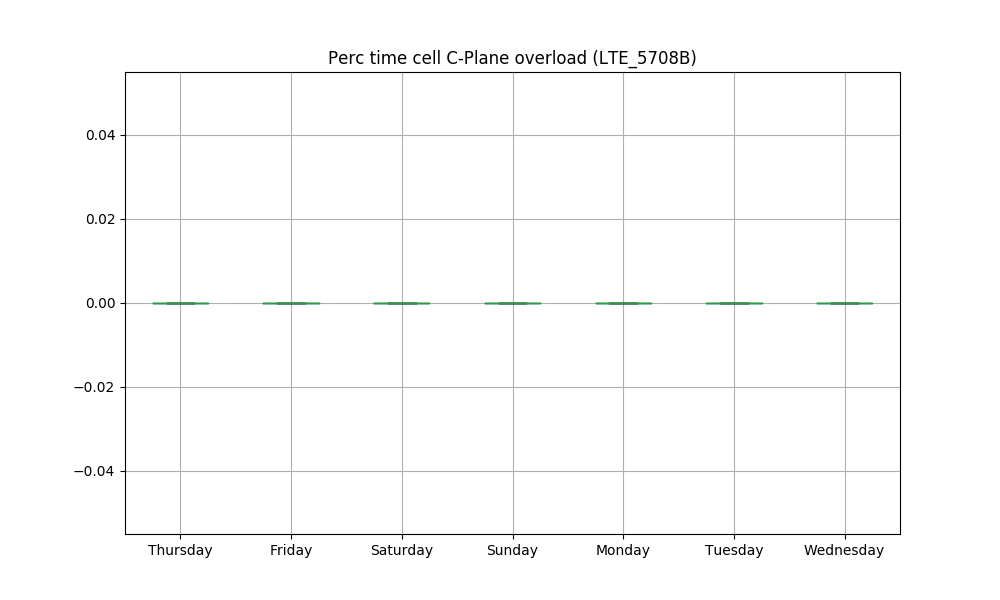 Perc time cell C-Plane overload (LTE_5708B)
0.04
0.02
0.00
−0.02
−0.04
Thursday Friday Saturday Sunday Monday Tuesday Wednesday